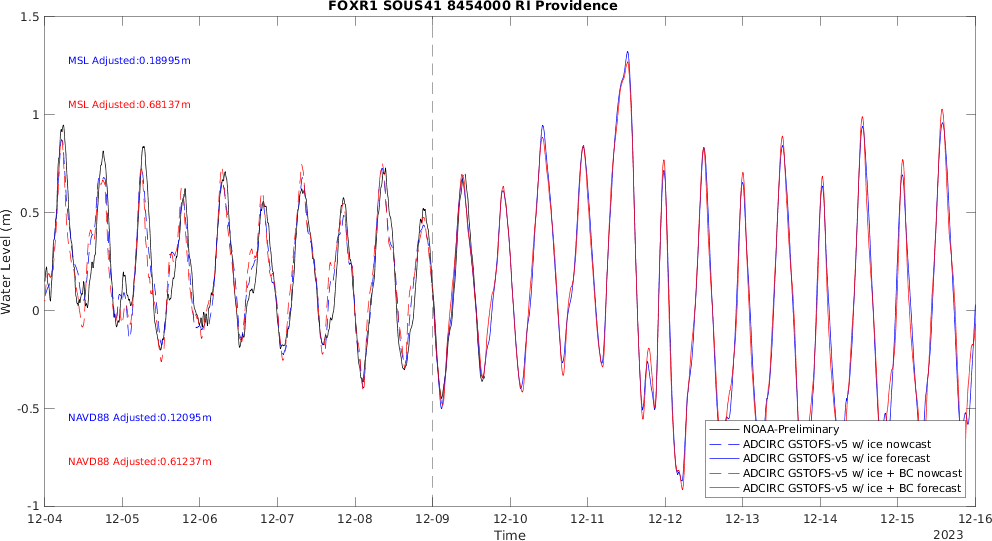 FOXR1 SOUS41 8454000 RI Providence
1.5
MSL Adjusted:0.18995m
MSL Adjusted:0.68137m
1
0.5
Water Level (m)
0
-0.5
NAVD88 Adjusted:0.12095m
NAVD88 Adjusted:0.61237m
NOAA-Preliminary
ADCIRC GSTOFS-v5 w/ ice nowcast
ADCIRC GSTOFS-v5 w/ ice forecast
ADCIRC GSTOFS-v5 w/ ice + BC nowcast
ADCIRC GSTOFS-v5 w/ ice + BC forecast
-1
12-04 12-05 12-06 12-07 12-08 12-09 12-10 12-11 12-12 12-13 12-14 12-15 12-16
Time
2023